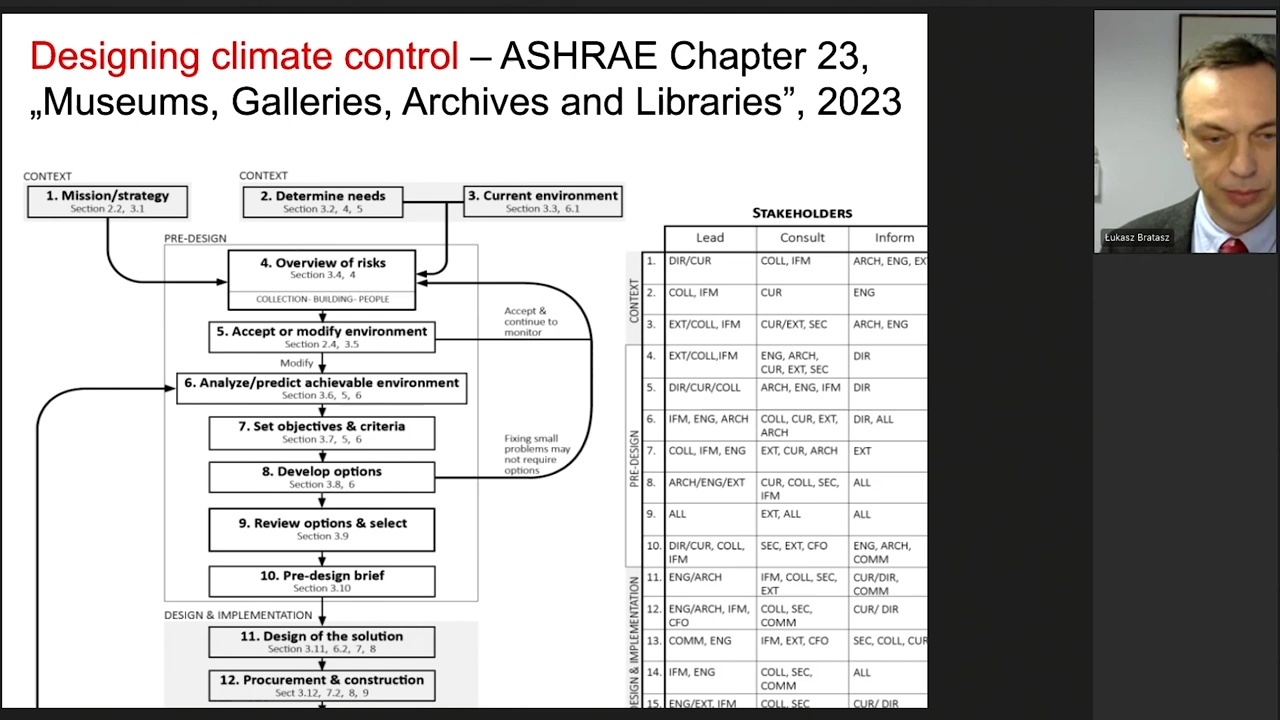 Designing climate control – ASHRAE Chapter 23,
„Museums, Galleries, Archives and Libraries”, 2023
CONTEXT
1. Mission/strategy
Section 2.2, 3.1
CONTEXT
2. Determine needs
Section 3.2, 4, 5
3. Current environment
Section 3.3, 6.1
PRE-DESIGN
4. Overview of risks
Section 3.4, 4
COLLECTION- BUILDING- PEOPLE
5. Accept or modify environment
Section 2.4, 3.5
Accept &
continue to
monitor
Modify
6. Analyze/predict achievable environment
Section 3.6, 5, 6
7. Set objectives & criteria
Section 3.7, 5, 6
8. Develop options
Section 3.8, 6
Fixing small
problems may
not require
options
9. Review options & select
Section 3.9
10. Pre-design brief
Section 3.10
DESIGN & IMPLEMENTATION
11. Design of the solution
Section 3.11, 6.2, 7, 8
12. Procurement & construction
Sect 3.12, 7.2, 8, 9
STAKEHOLDERS
Lead Consult Inform
CONTEXT
1. DIR/CUR COLL, IFM ARCH, ENG, EX
2. COLL, IFM CUR ENG
3. EXT/COLL, IFM CUR/EXT, SEC ARCH, ENG
PRE-DESIGN
4. EXT/COLL,IFM ENG, ARCH, DIR
CUR, EXT, SEC
5. DIR/CUR/COLL ARCH, ENG, IFM DIR
6. IFM, ENG, ARCH COLL, CUR, EXT, DIR, ALL
ARCH
7. COLL, IFM, ENG EXT, CUR, ARCH EXT
8. ARCH/ENG/EXT CUR, COLL, SEC, ALL
IFM
9. ALL EXT, ALL ALL
10. DIR/CUR, COLL, SEC, EXT, CFO ENG, ARCH,
IFM COMM
DESIGN & IMPLEMENTATION
11. ENG/ARCH IFM, COLL, SEC, CUR/DIR,
EXT COMM
12. ENG/ARCH, IFM, COLL, SEC, CUR/ DIR
CFO COMM
13. COMM, ENG IFM, EXT, CFO SEC, COLL, CUR
14. IFM, ENG COLL, SEC, ALL
COMM
15. ENG/EXT, IFM COLL, SEC CUR/ DIR
Łukasz Bratasz